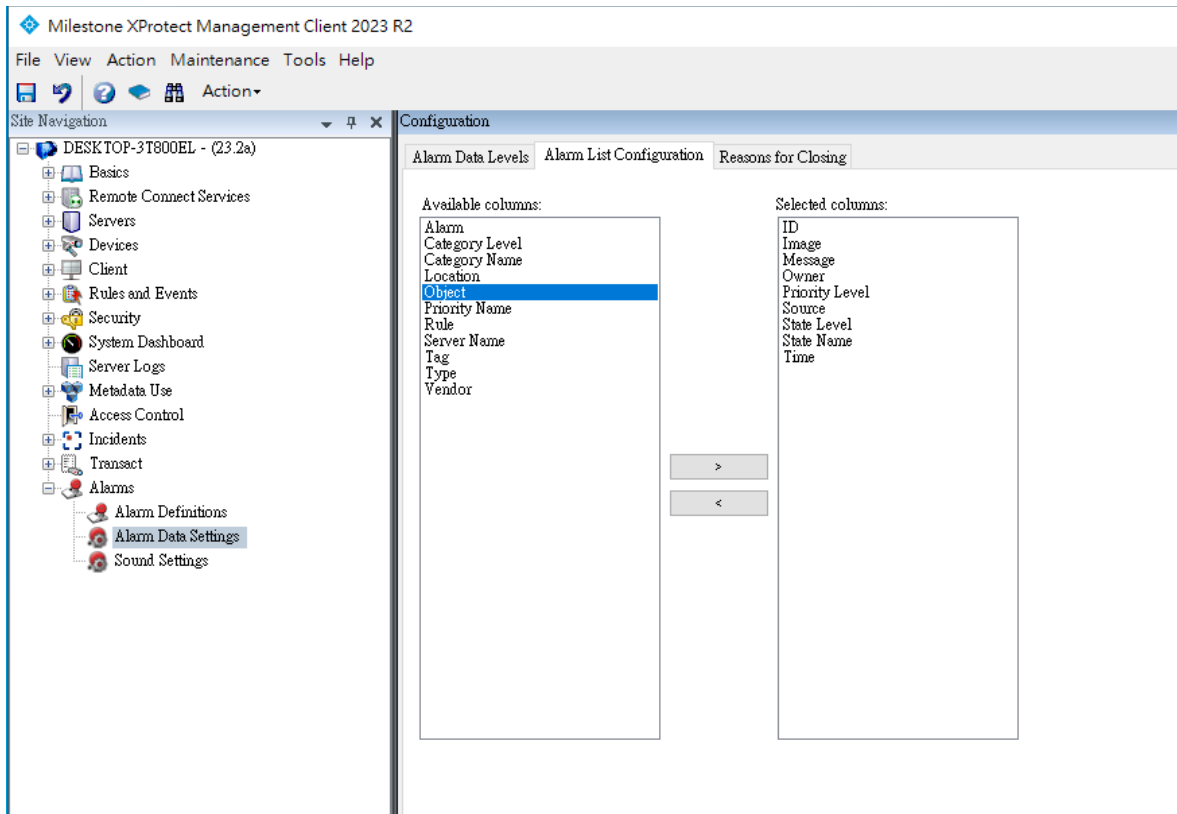 Milestone XProtect Management Client 2023 R2
File View Action Maintenance Tools Help
Action
Site Navigation
DESKTOP-3T800EL - (23.2a)
Basics
Remote Connect Services
Servers
Devices
Client
Rules and Events
Security
System Dashboard
Server Logs
Metadata Use
Access Control
Incidents
Transact
Alarms
Alarm Definitions
Alarm Data Settings
Sound Settings
Configuration
Alarm Data Levels Alarm List Configuration Reasons for Closing
Available columns:
Alarm
Category Level
Category Name
Location
Object
Priority Name
Rule
Server Name
Tag
Type
Vendor
>
<
Selected columns:
ID
Image
Message
Owner
Priority Level
Source
State Level
State Name
Time